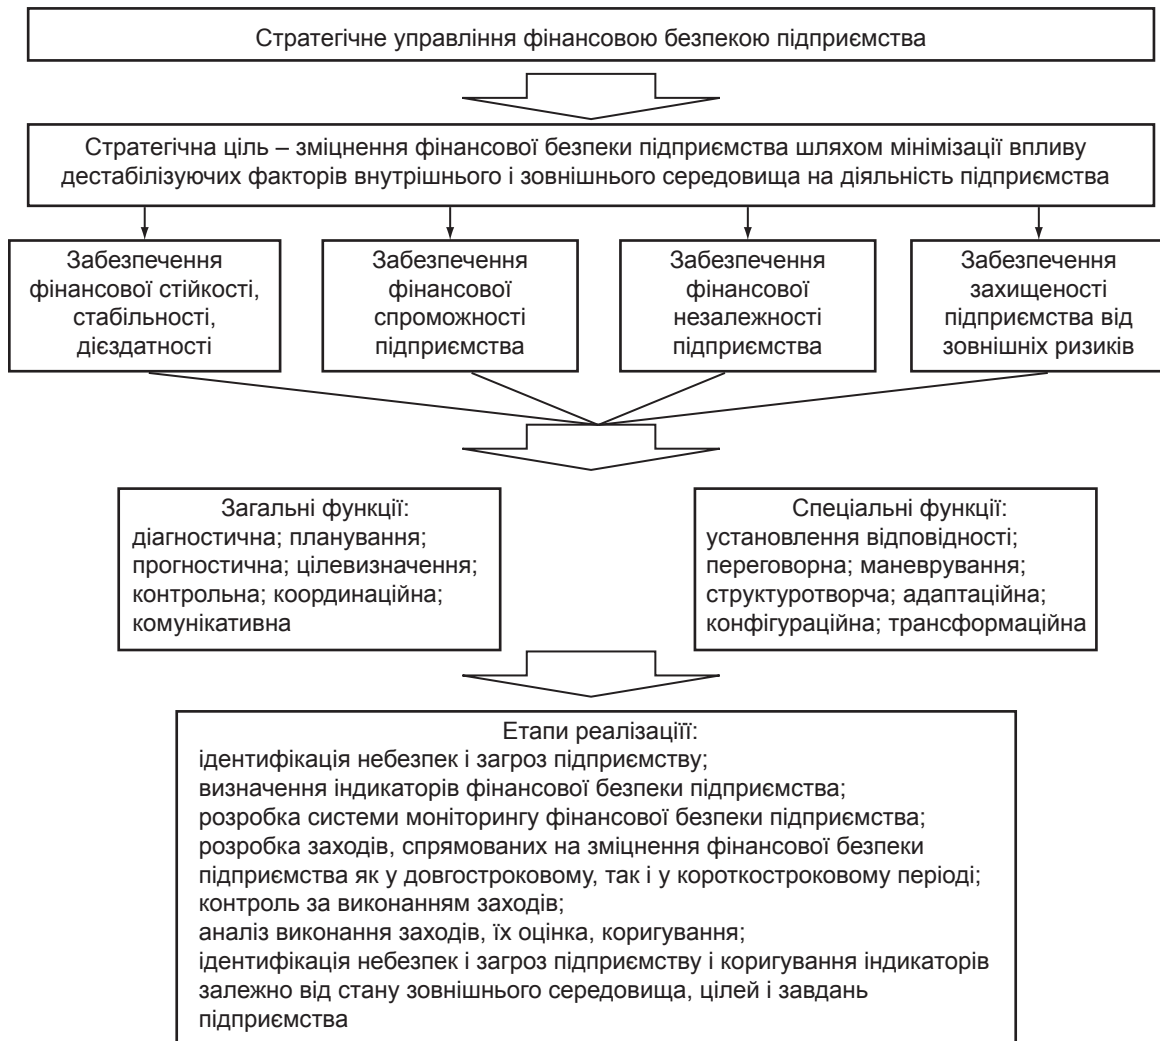 Стратегічне управління фінансовою безпекою підприємства
Стратегічна ціль – зміцнення фінансової безпеки підприємства шляхом мінімізації впливу
дестабілізуючих факторів внутрішнього і зовнішнього середовища на діяльність підприємства
Забезпечення
фінансової стійкості,
стабільності,
дієздатності
Забезпечення
фінансової
спроможності
підприємства
Забезпечення
фінансової
незалежності
підприємства
Забезпечення
захищеності
підприємства від
зовнішніх ризиків
Загальні функції:
діагностична; планування;
прогностична; цілевизначення;
контрольна; координаційна;
комунікативна
Спеціальні функції:
установлення відповідності;
переговорна; маневрування;
структуротворча; адаптаційна;
конфігураційна; трансформаційна
Етапи реалізаціїї:
ідентифікація небезпек і загроз підприємству;
визначення індикаторів фінансової безпеки підприємства;
розробка системи моніторингу фінансової безпеки підприємства;
розробка заходів, спрямованих на зміцнення фінансової безпеки
підприємства як у довгостроковому, так і у короткостроковому періоді;
контроль за виконанням заходів;
аналіз виконання заходів, їх оцінка, коригування;
ідентифікація небезпек і загроз підприємству і коригування індикаторів
залежно від стану зовнішнього середовища, цілей і завдань
підприємства